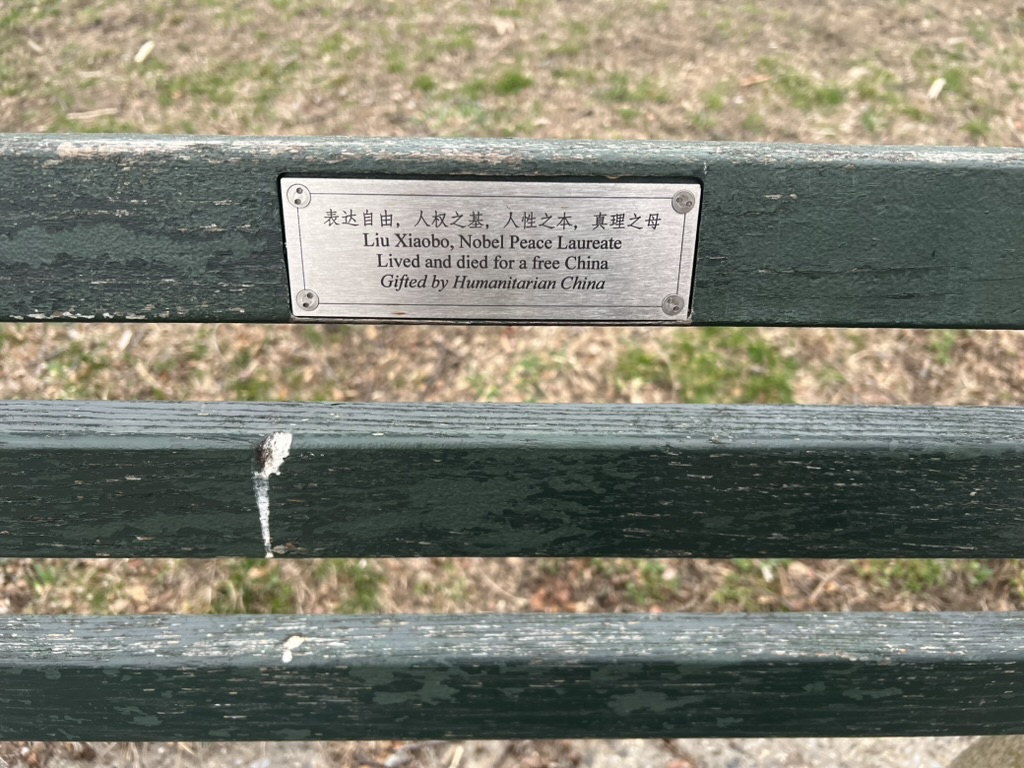 表达自由，人权之基，人性之本，真理之母
Liu Xiaobo, Nobel Peace Laureate
Lived and died for a free China
Gifted by Humanitarian China